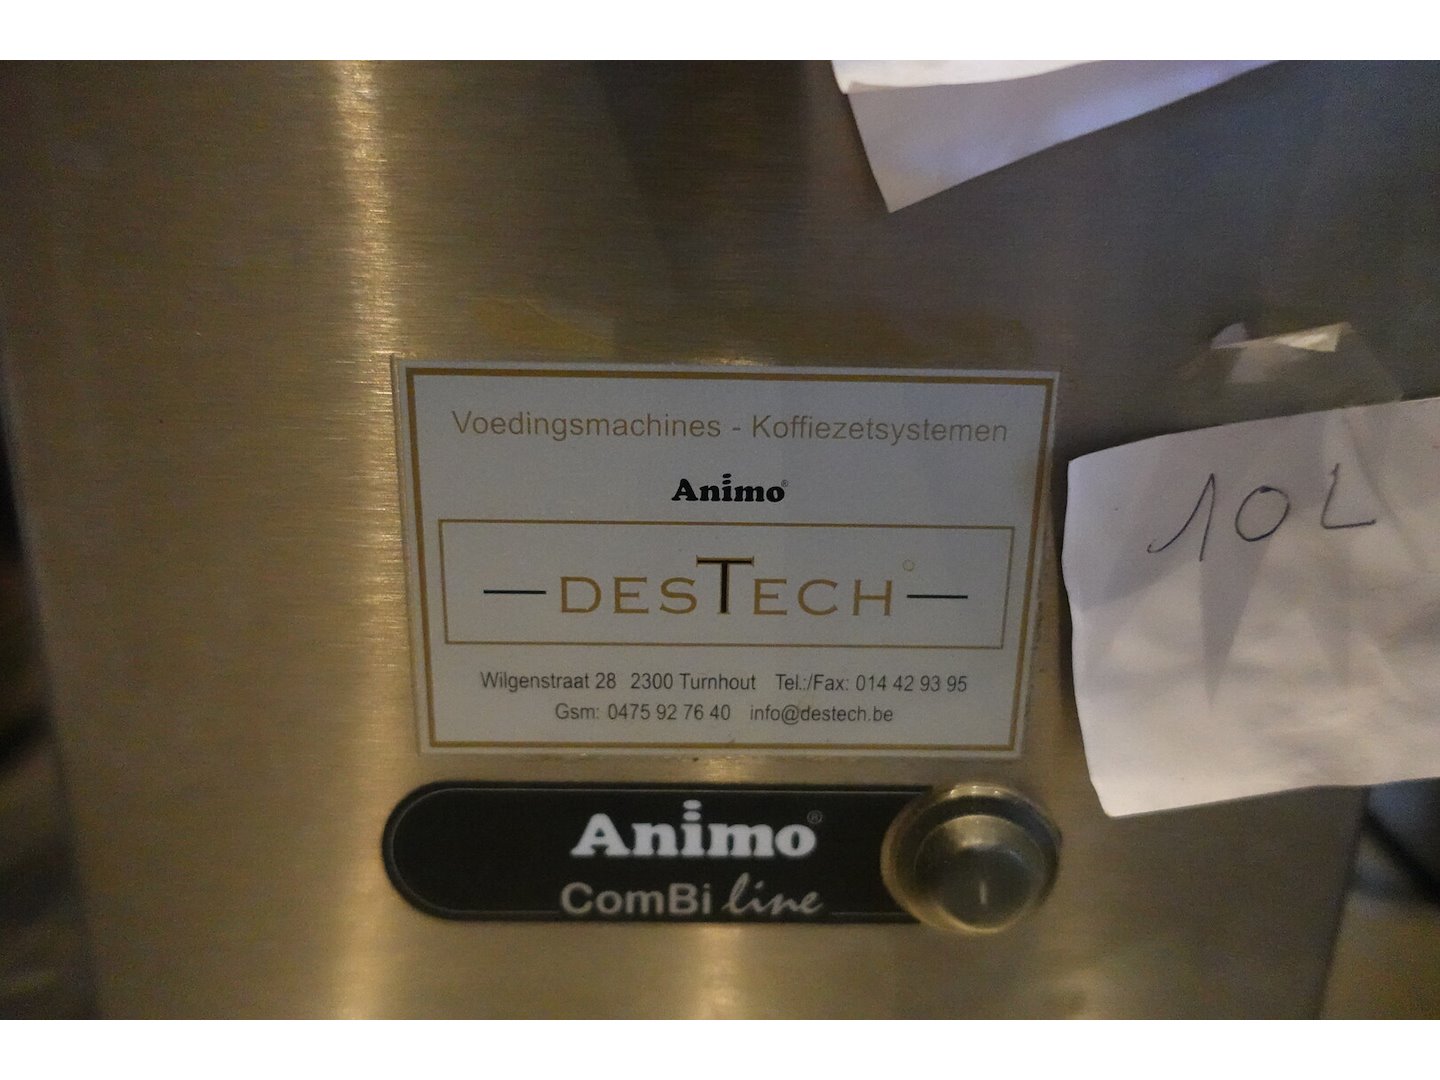 Voedingsmachines - Koffiezetsystemen
Animo®
DESTECH
Wilgenstraat 28 2300 Turnhout Tel.:/Fax: 014 42 93 95
Gsm: 0475 92 76 40 info@destech.be
10 L
Animo®
ComBi line